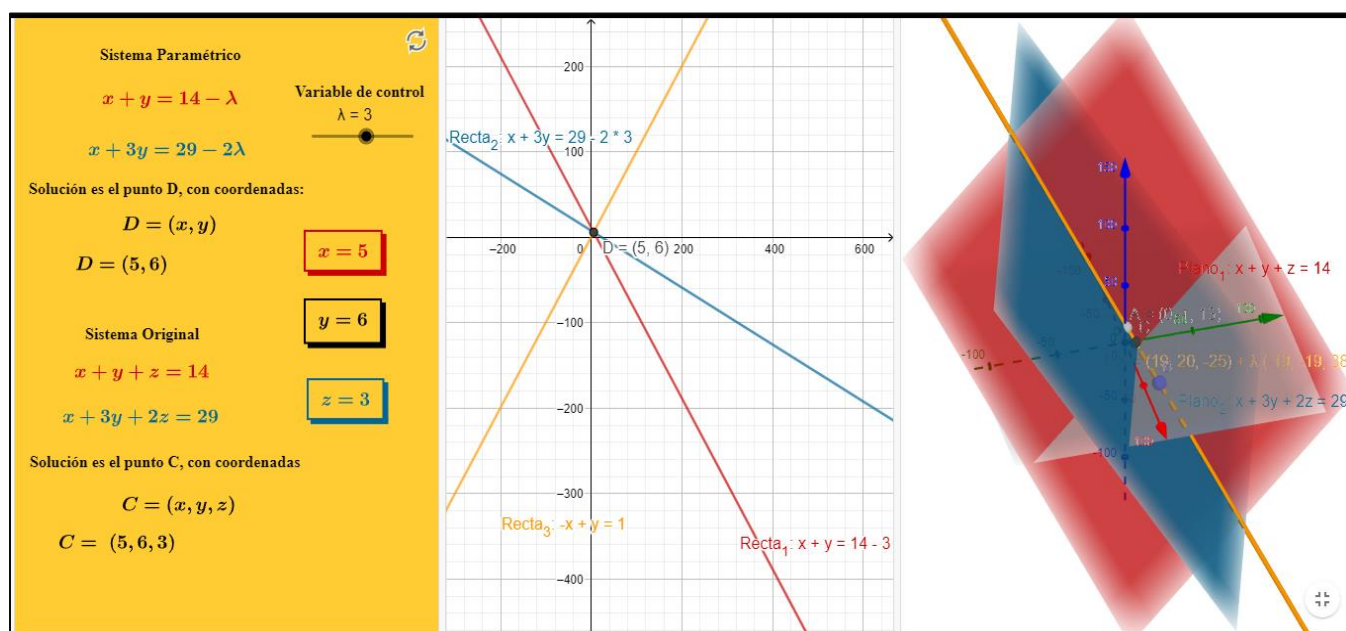 Sistema Paramétrico
x + y = 14 − λ
x + 3y = 29 − 2λ
Variable de control
λ = 3
Solución es el punto D, con coordenadas:
D = (x, y)
D = (5, 6)
x = 5
y = 6
z = 3
Sistema Original
x + y + z = 14
x + 3y + 2z = 29
Solución es el punto C, con coordenadas
C = (x, y, z)
C = (5, 6, 3)
200
Recta₂: x + 3y = 29 - 2 * 3
100
−200
0
D = (5, 6)
200
400
600
−100
−200
−300
Recta₃: -x + y = 1
Recta₁: x + y = 14 - 3
−400
Plano₁: x + y + z = 14
-100
(19, 20, -25) + λ
Plano₂: x + 3y + 2z = 29
-100